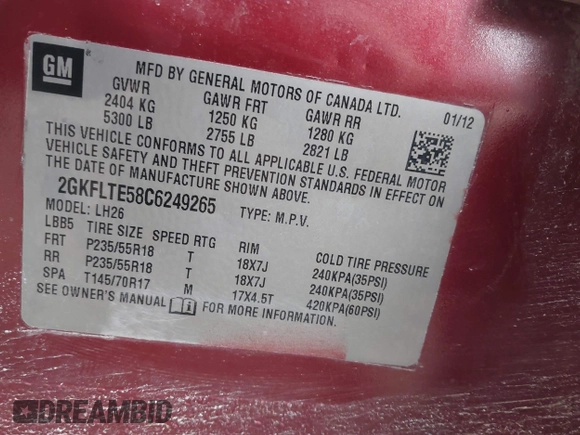 GM
MFD BY GENERAL MOTORS OF CANADA LTD.
GVWR GAWR FRT GAWR RR 01/12
2404 KG 1250 KG 1280 KG
5300 LB 2755 LB 2821 LB
THIS VEHICLE CONFORMS TO ALL APPLICABLE U.S. FEDERAL MOTOR
VEHICLE SAFETY AND THEFT PREVENTION STANDARDS IN EFFECT ON
THE DATE OF MANUFACTURE SHOWN ABOVE.
2GKFLTE58C6249265 TYPE: M.P.V.
MODEL: LH26
LBB5 TIRE SIZE SPEED RTG RIM COLD TIRE PRESSURE
FRT P235/55R18 T 18X7J 240KPA(35PSI)
RR P235/55R18 T 18X7J 240KPA(35PSI)
SPA T145/70R17 M 17X4.5T 420KPA(60PSI)
SEE OWNER'S MANUAL FOR MORE INFORMATION.
DREAMBID